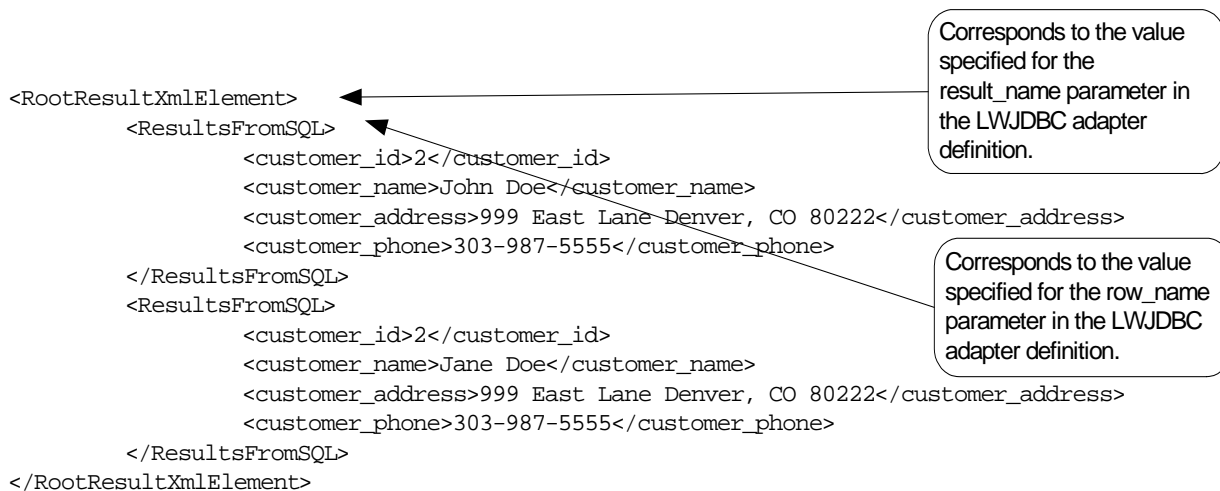 Corresponds to the value
specified for the
result_name parameter in
the LWJDBC adapter
definition.
<RootResultXmlElement>
<ResultsFromSQL>
<customer_id>2</customer_id>
<customer_name>John Doe</customer_name>
<customer_address>999 East Lane Denver, CO 80222</customer_address>
<customer_phone>303-987-5555</customer_phone>
</ResultsFromSQL>
<ResultsFromSQL>
<customer_id>2</customer_id>
<customer_name>Jane Doe</customer_name>
<customer_address>999 East Lane Denver, CO 80222</customer_address>
<customer_phone>303-987-5555</customer_phone>
</ResultsFromSQL>
</RootResultXmlElement>
Corresponds to the value
specified for the row_name
parameter in the LWJDBC
adapter definition.